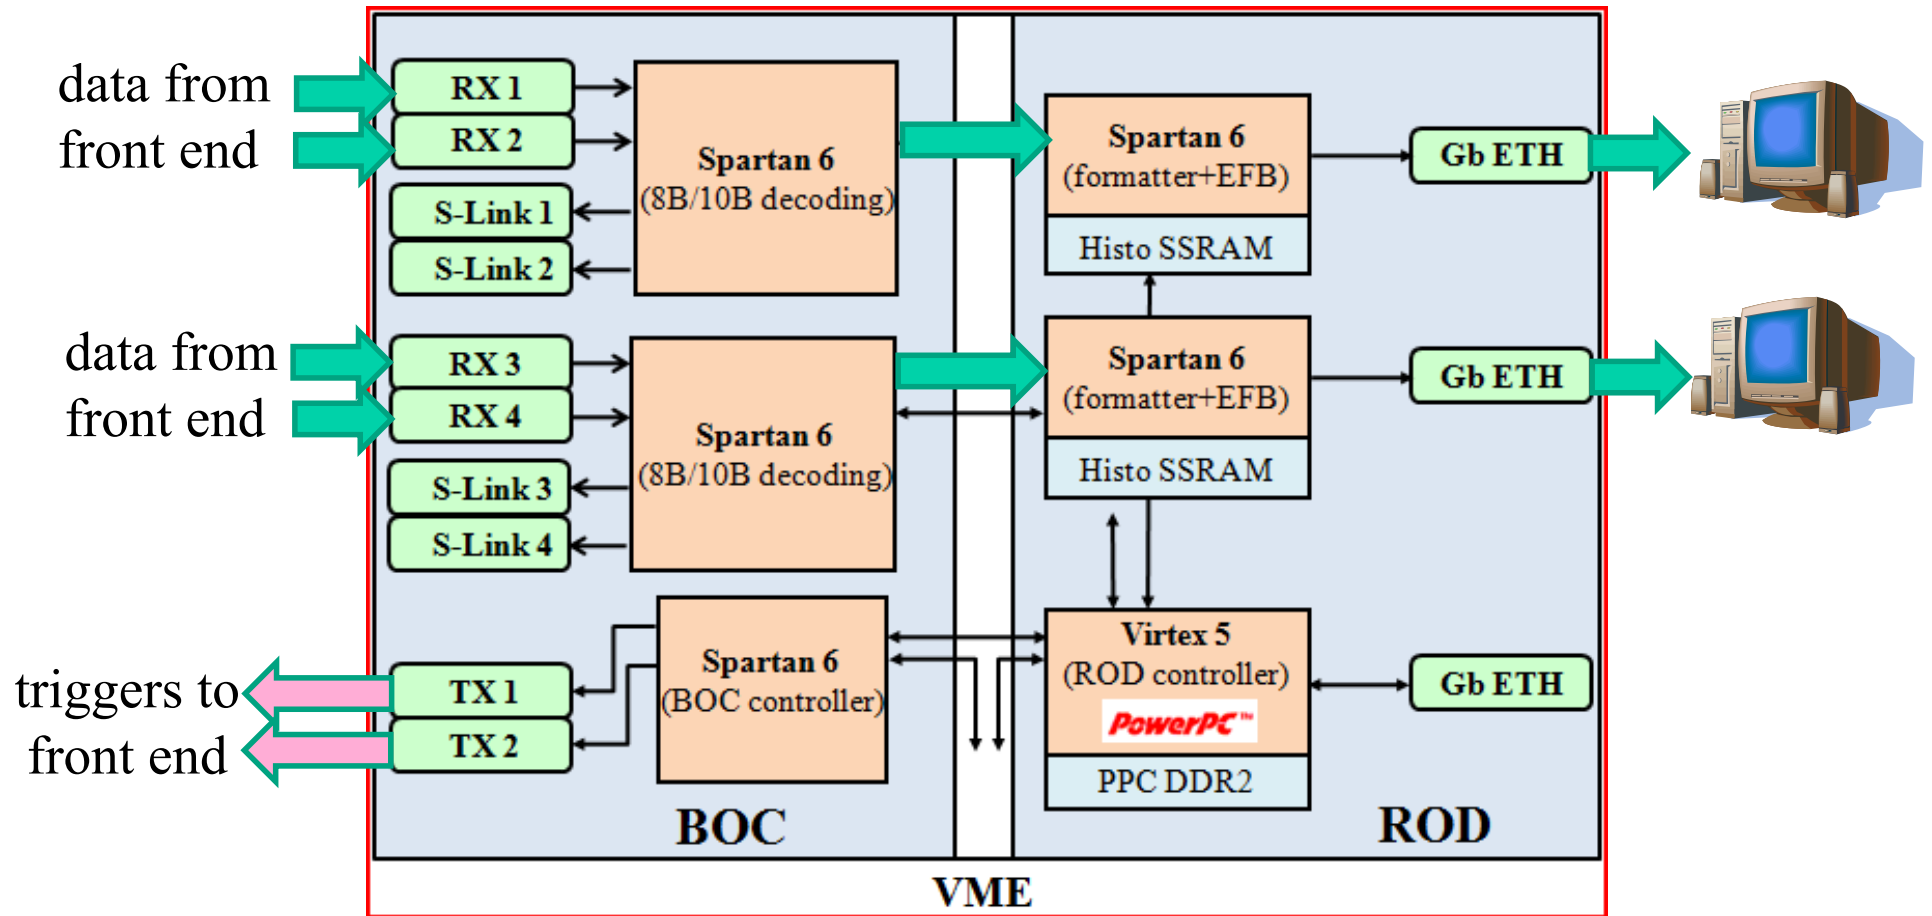 data from
front end
RX 1
RX 2
S-Link 1
S-Link 2
Spartan 6
(8B/10B decoding)
Spartan 6
(formatter+EFB)
Histo SSRAM
Gb ETH
data from
front end
RX 3
RX 4
S-Link 3
S-Link 4
Spartan 6
(8B/10B decoding)
Spartan 6
(formatter+EFB)
Histo SSRAM
Gb ETH
triggers to
front end
TX 1
TX 2
Spartan 6
(BOC controller)
Virtex 5
(ROD controller)
PowerPC™
PPC DDR2
Gb ETH
BOC
ROD
VME